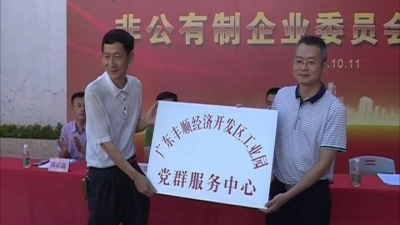 非公有制企业委员会
.10.11
广东丰顺经济开发区工业园
党群服务中心